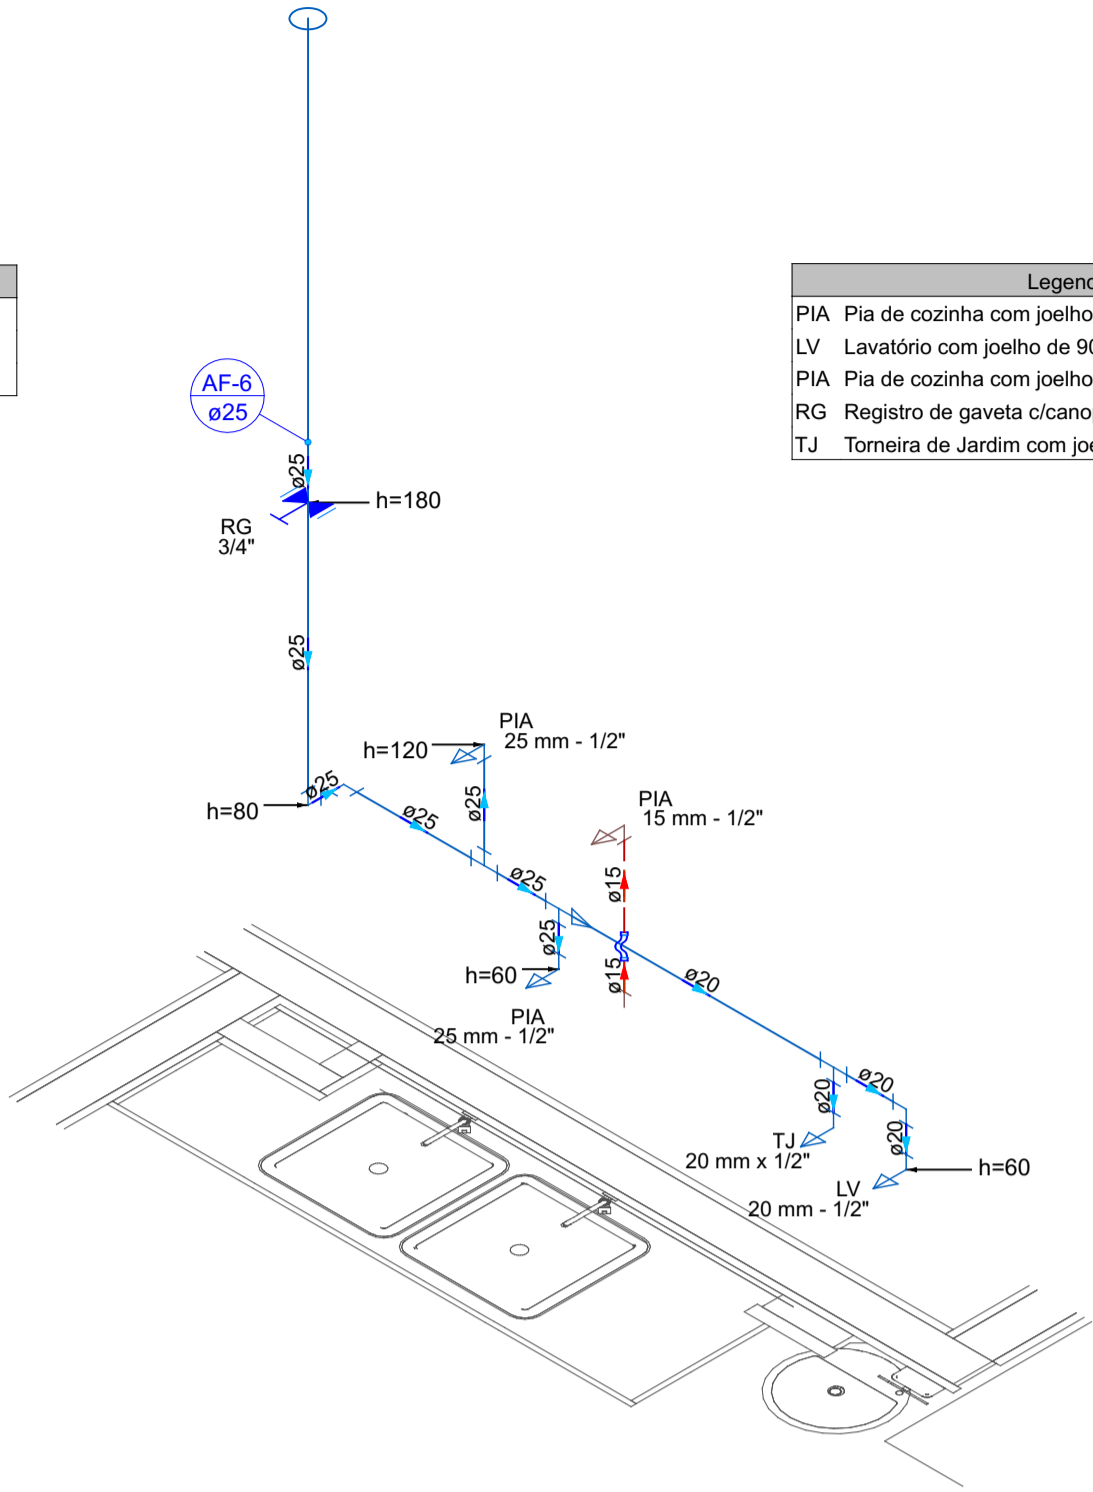 Legend
PIA Pia de cozinha com joelho
LV Lavatório com joelho de 90
PIA Pia de cozinha com joelho
RG Registro de gaveta c/cano
TJ Torneira de Jardim com
AF-6
ø25
ø25
h=180
RG
3/4"
ø25
PIA
25 mm - 1/2"
h=120
ø25
h=80
ø25
ø25
PIA
15 mm - 1/2"
ø25
ø15
ø25
h=60
ø15
ø20
PIA
25 mm - 1/2"
ø20
ø20
ø20
TJ
20 mm x 1/2"
h=60
LV
20 mm - 1/2"